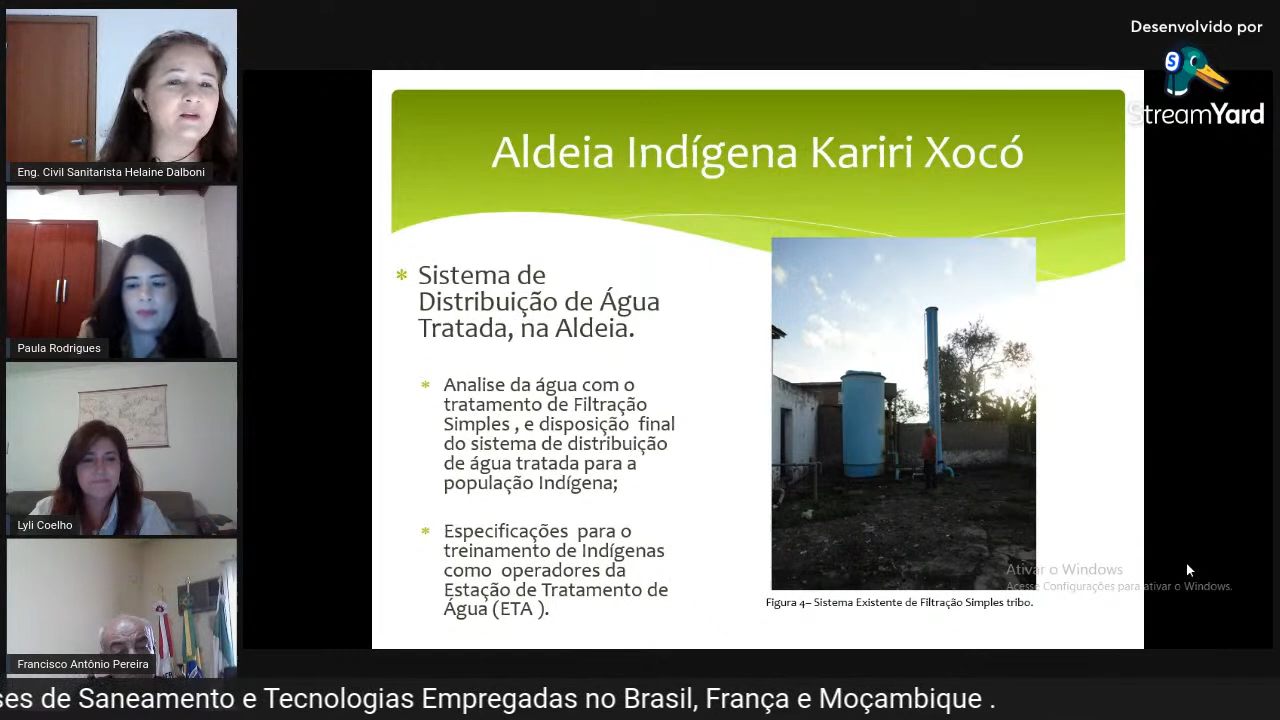 Desenvolvido por
StreamYard
Eng. Civil Sanitarista Helaine Dalboni
Paula Rodrigues
Lyli Coelho
Francisco Antônio Pereira
Aldeia Indígena Kariri Xocó
* Sistema de
Distribuição de Água
Tratada, na Aldeia.
* Analise da água com o
tratamento de Filtração
Simples , e disposição final
do sistema de distribuição
de água tratada para a
população Indígena;
* Especificações para o
treinamento de Indígenas
como operadores da
Estação de Tratamento de
Água (ETA ).
Figura 4– Sistema Existente de Filtração Simples tribo.
Ativar o Windows
Acesse Configurações para ativar o Windows.
de Saneamento e Tecnologias Empregadas no Brasil, França e Moçambique .